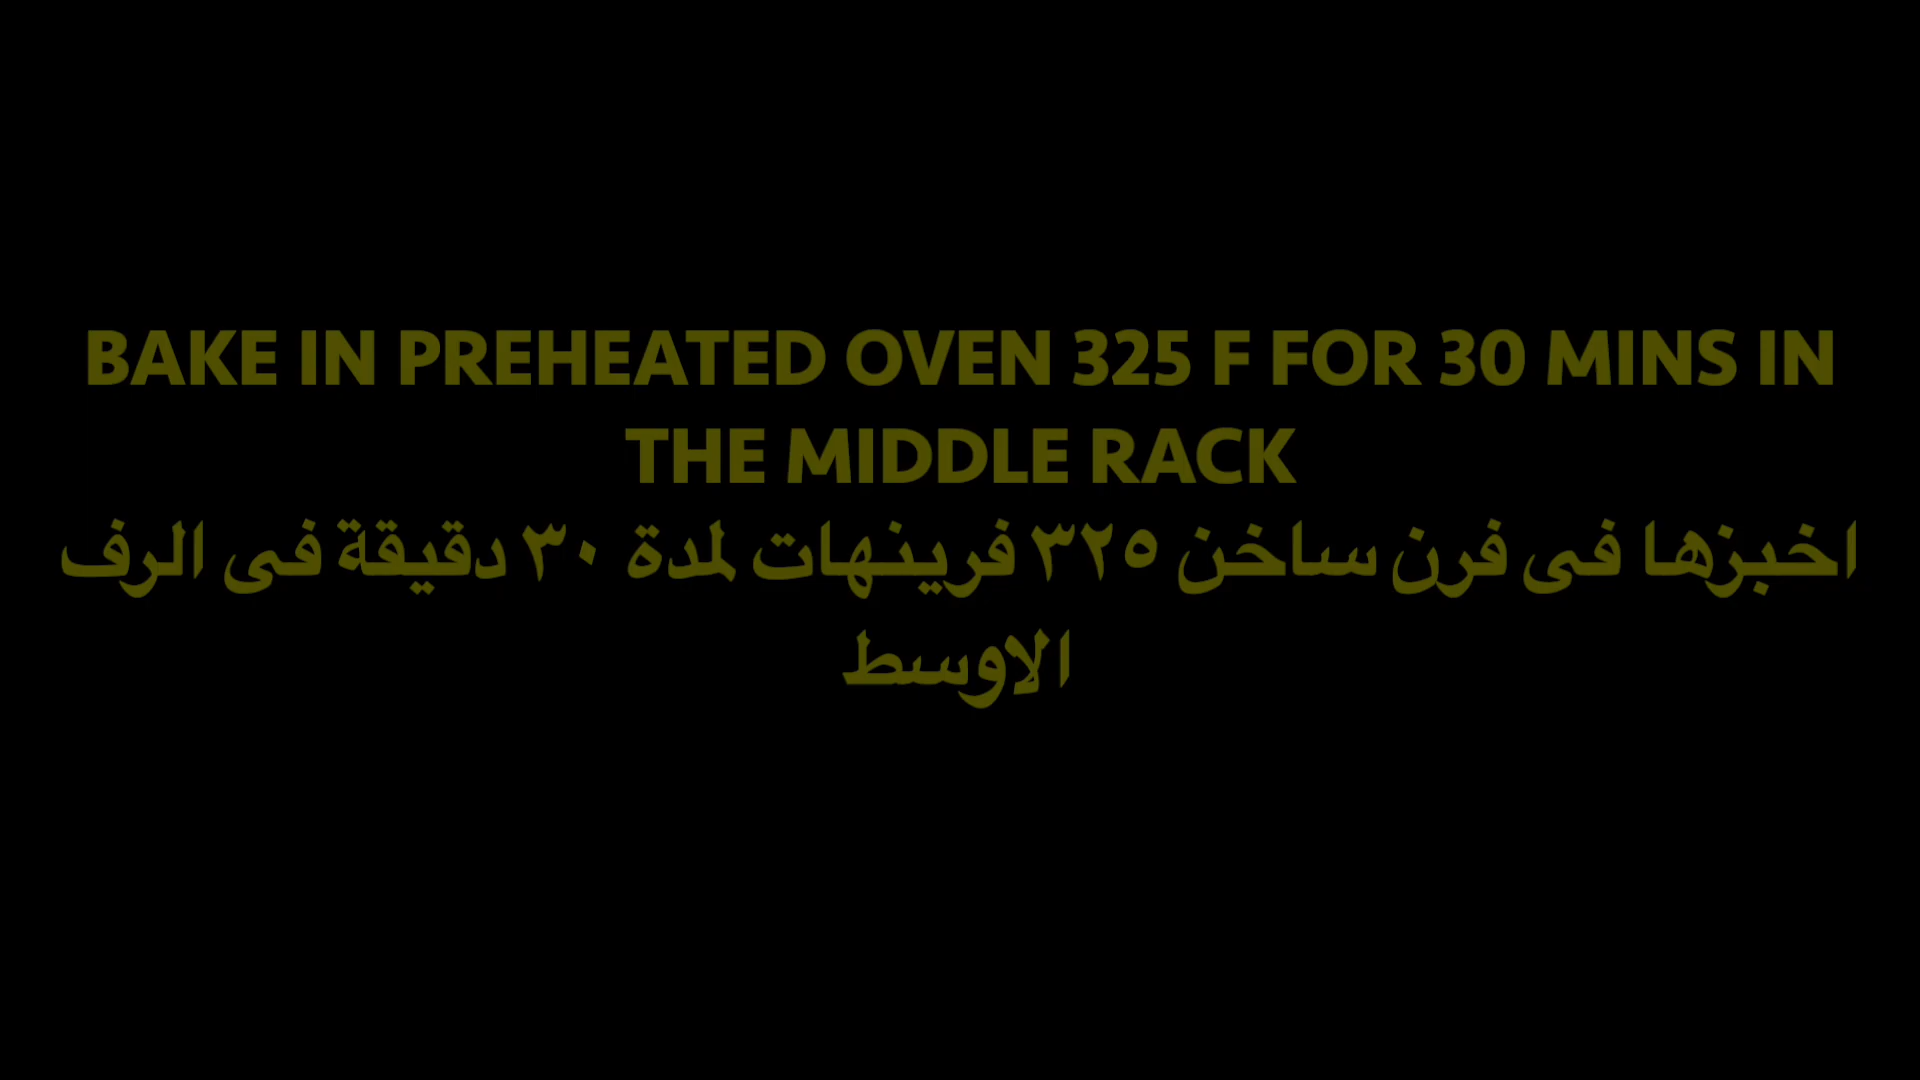 BAKE IN PREHEATED OVEN 325 F FOR 30 MINS IN
THE MIDDLE RACK
اخبزها فى فرن ساخن ٣٢٥ فرينهات لمدة ٣٠ دقيقة فى الرف
الاوسط